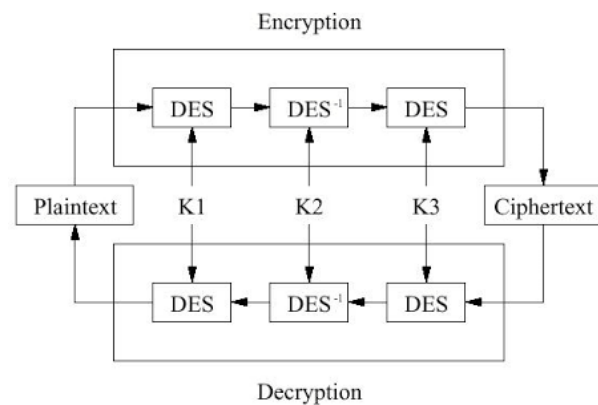 Encryption
DES DES⁻¹ DES
Plaintext K1 K2 K3 Ciphertext
DES DES⁻¹ DES
Decryption